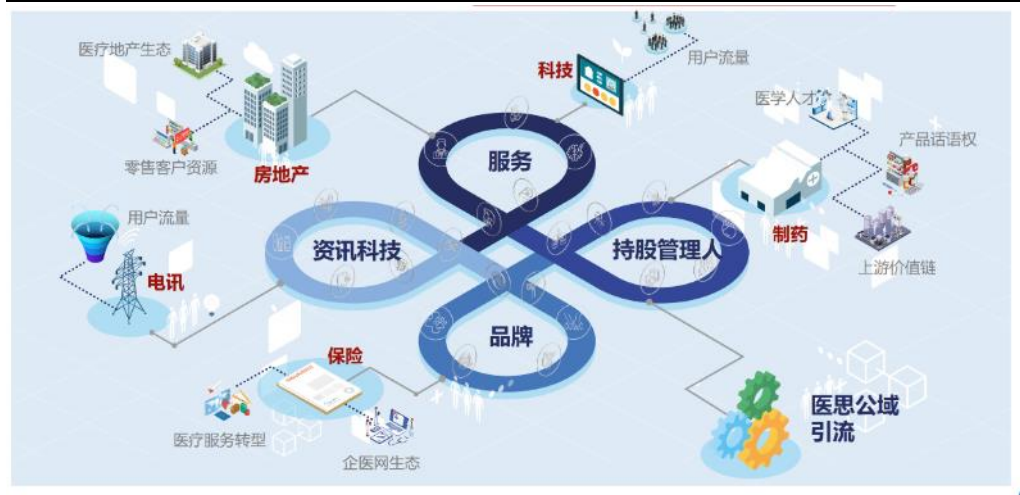 医疗地产生态
零售客户资源
房地产
科技
用户流量
医学人才
产品话语权
制药
上游价值链
服务
资讯科技
持股管理人
品牌
用户流量
电讯
保险
医疗服务转型
企医网生态
医思公域
引流